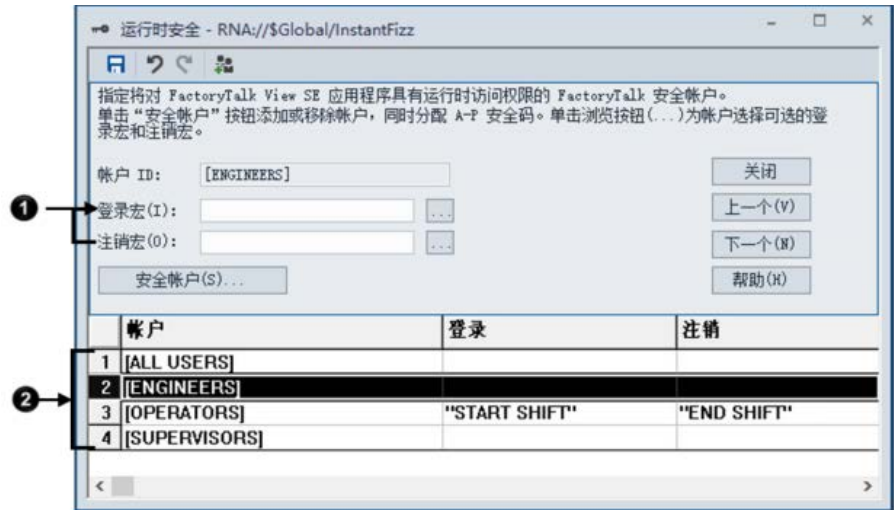 运行时安全 - RNA://$Global/InstantFizz
指定将对 FactoryTalk View SE 应用程序具有运行时访问权限的 FactoryTalk 安全帐户。
单击“安全帐户”按钮添加或移除帐户，同时分配 A-P 安全码。单击浏览按钮(...)为帐户选择可选的登
录宏和注销宏。
帐户 ID: [ENGINEERS] 关闭
1 登录宏(I): ... 上一个(V)
注销宏(O): ... 下一个(N)
安全帐户(S)... 帮助(H)
帐户 登录 注销
1 [ALL USERS]
2 [ENGINEERS]
2 3 [OPERATORS] "START SHIFT" "END SHIFT"
4 [SUPERVISORS]